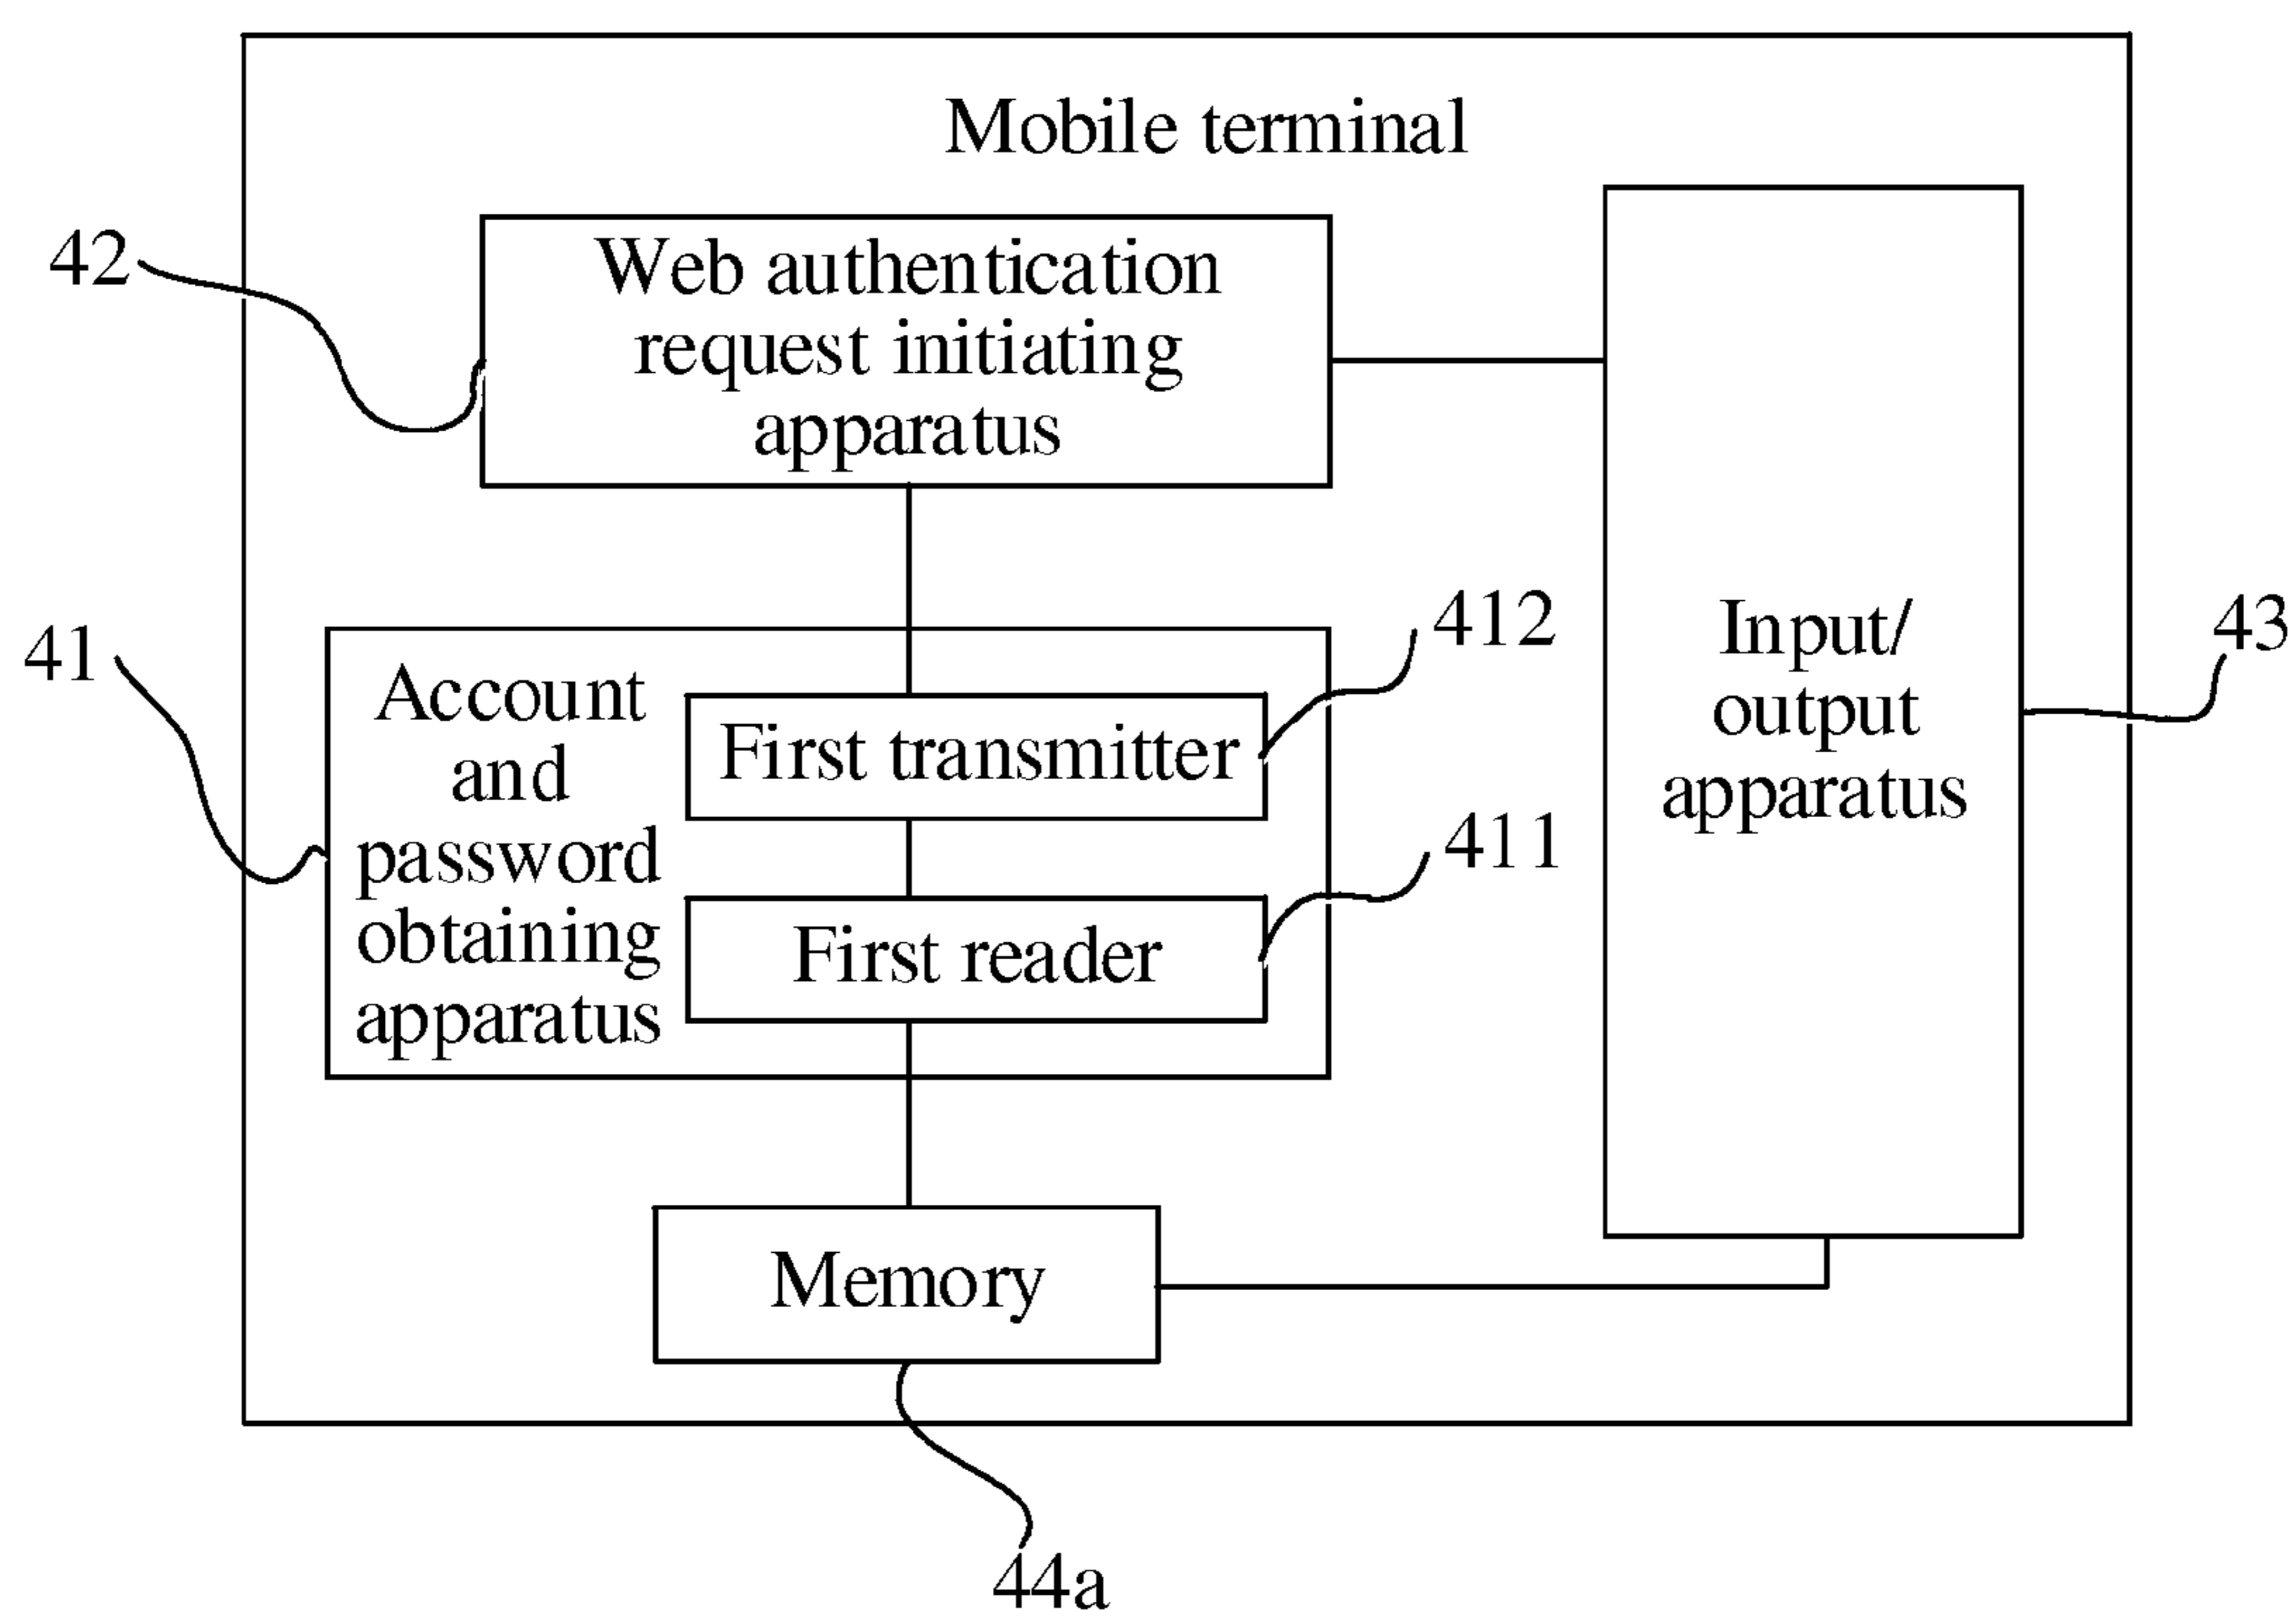 Mobile terminal
42
Web authentication
request initiating
apparatus
41
Account
and
password
obtaining
apparatus
412
First transmitter
411
First reader
Input/
output
apparatus
43
Memory
44a